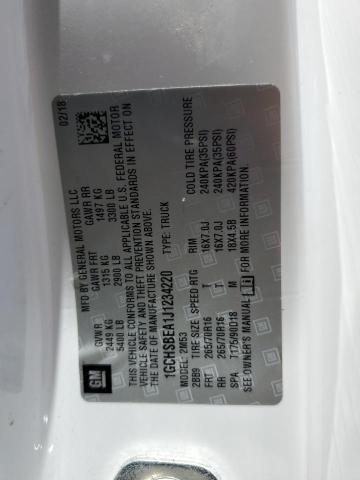 MFD BY GENERAL MOTORS LLC 02/18
GVWR GAWR FRT GAWR RR
2449 KG 1315 KG 1497 KG
5400 LB 2900 LB 3300 LB
THIS VEHICLE CONFORMS TO ALL APPLICABLE U.S. FEDERAL MOTOR
VEHICLE SAFETY AND THEFT PREVENTION STANDARDS IN EFFECT
ON THE DATE OF MANUFACTURE SHOWN ABOVE.
1GCHSBEA1J1234220 TYPE: TRUCK
GM
MODEL: 2M53
2BB9 TIRE SIZE SPEED RTG RIM COLD TIRE PRESSURE
FRT 265/70R16 T 16X7.0J 240KPA(35PSI)
RR 265/70R16 T 16X7.0J 240KPA(35PSI)
SPA 175/90D18 M 18X4.5B 420KPA(60PSI)
SEE OWNER'S MANUAL FOR MORE INFORMATION.